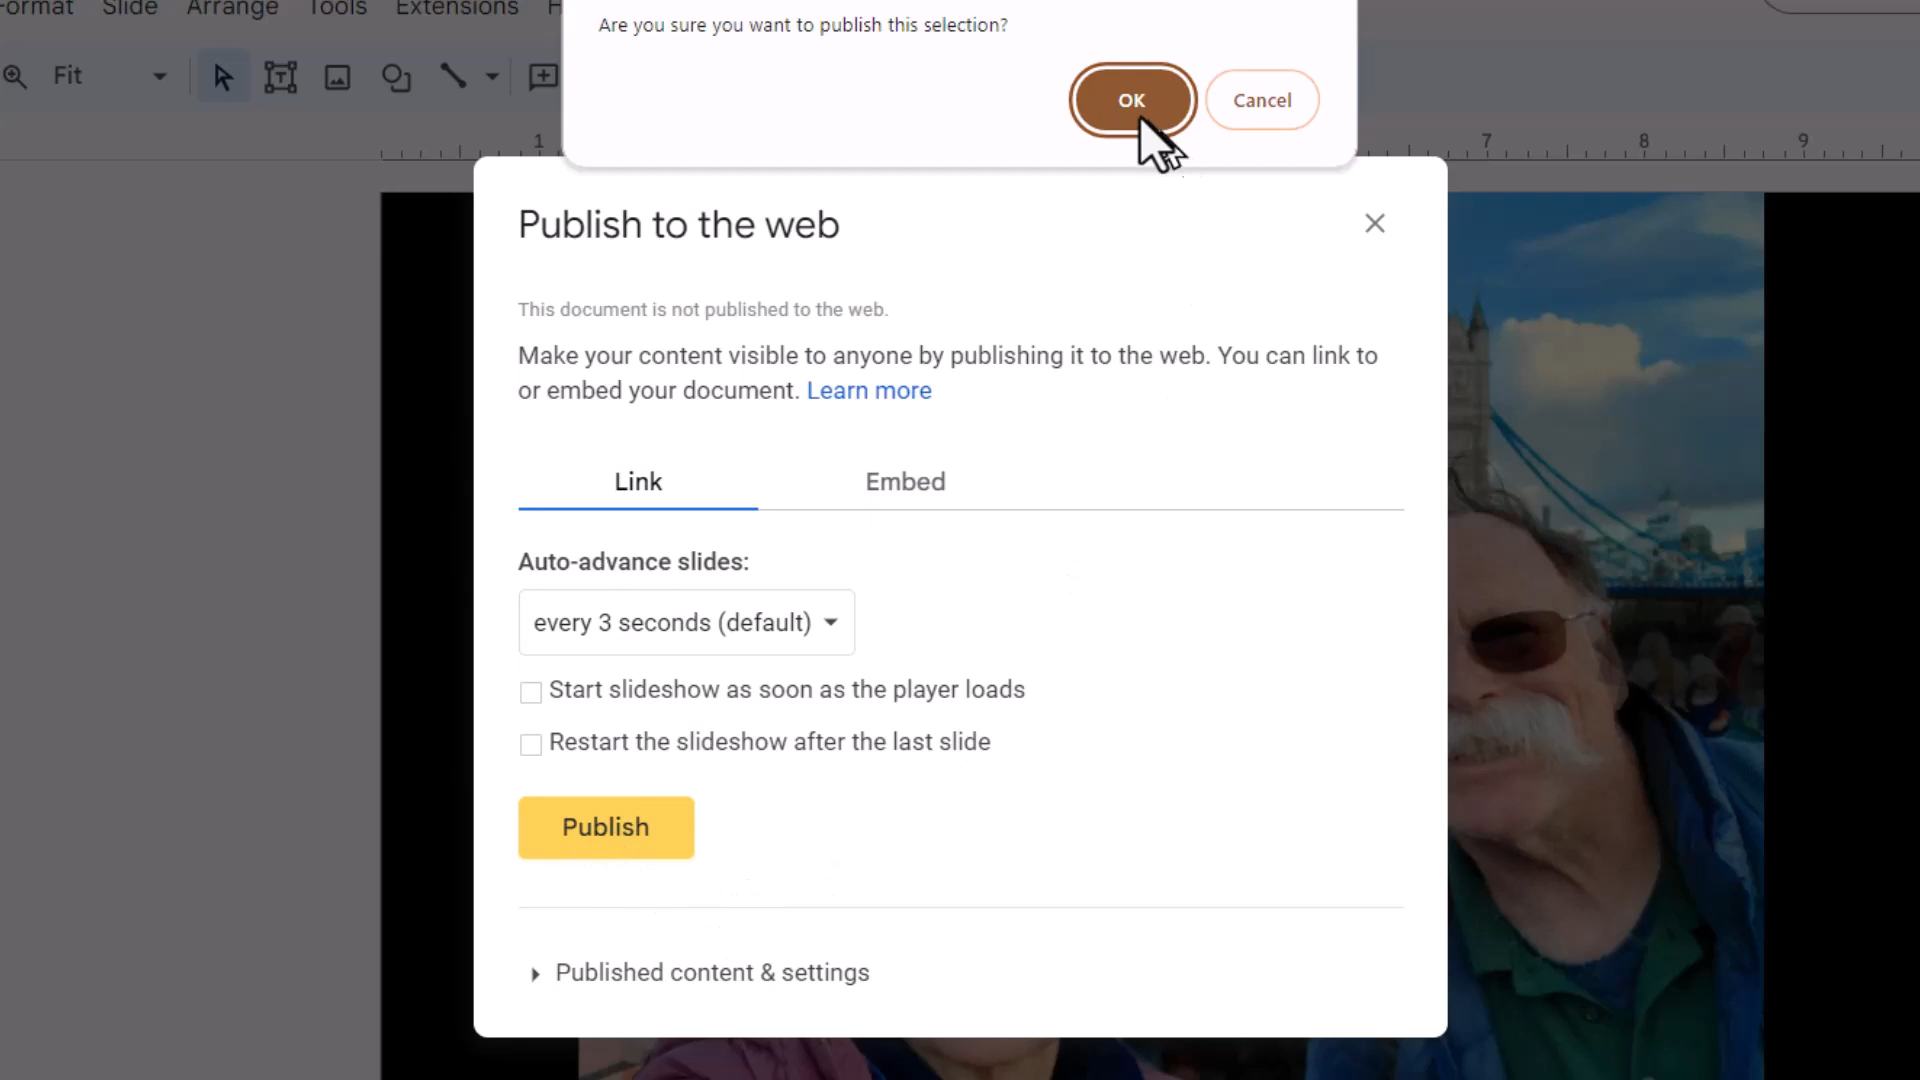 Format Slide Arrange Tools Extensions H
Are you sure you want to publish this selection?
Fit
OK Cancel
1 7 8 9
Publish to the web
This document is not published to the web.
Make your content visible to anyone by publishing it to the web. You can link to
or embed your document. Learn more
Link Embed
Auto-advance slides:
every 3 seconds (default)
Start slideshow as soon as the player loads
Restart the slideshow after the last slide
Publish
Published content & settings